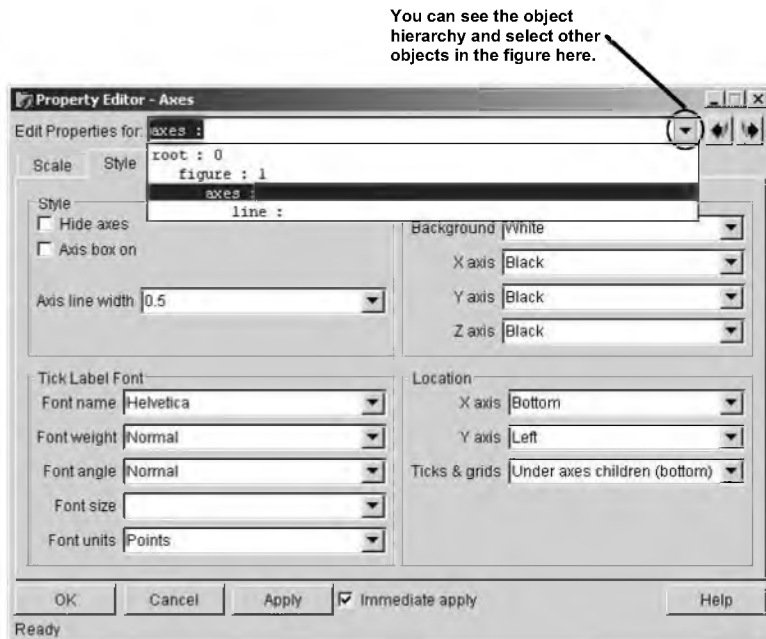 You can see the object
hierarchy and select other
objects in the figure here.
Property Editor - Axes
Edit Properties for: axes :
root : 0
figure : 1
axes :
line :
Scale Style
Style
Hide axes
Axis box on
Axis line width 0.5
Background White
X axis Black
Y axis Black
Z axis Black
Tick Label Font
Font name Helvetica
Font weight Normal
Font angle Normal
Font size
Font units Points
Location
X axis Bottom
Y axis Left
Ticks & grids Under axes children (bottom)
OK Cancel Apply Immediate apply Help
Ready